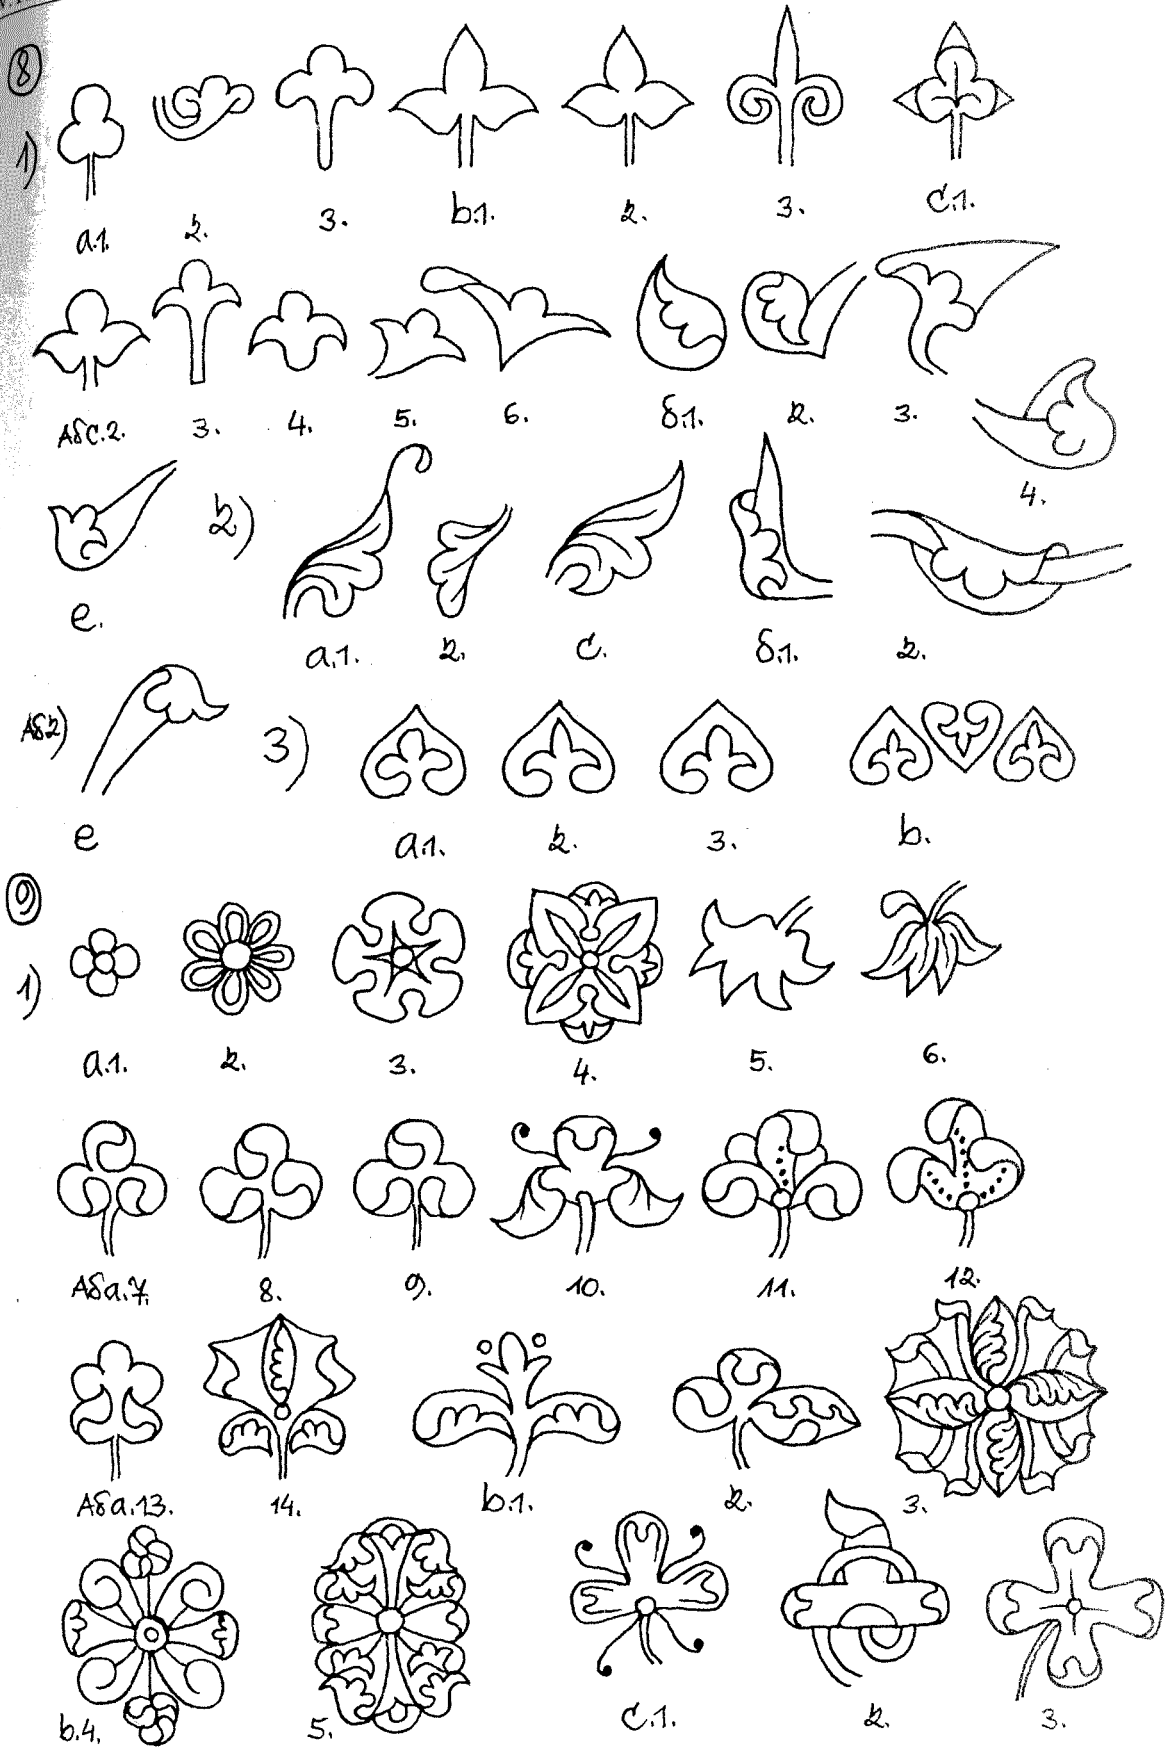 8
1)
a.1. 2. 3. b.1. 2. 3. c.1.
Aбc.2. 3. 4. 5. 6. б.1. 2. 3.
4.
2)
e. a.1. 2. c. б.1. 2.
Aб2) 3)
e a.1. 2. 3. b.
9
1)
a.1. 2. 3. 4. 5. 6.
Aбa.7. 8. 9. 10. 11. 12.
Aбa.13. 14. b.1. 2. 3.
b.4. 5. c.1. 2. 3.